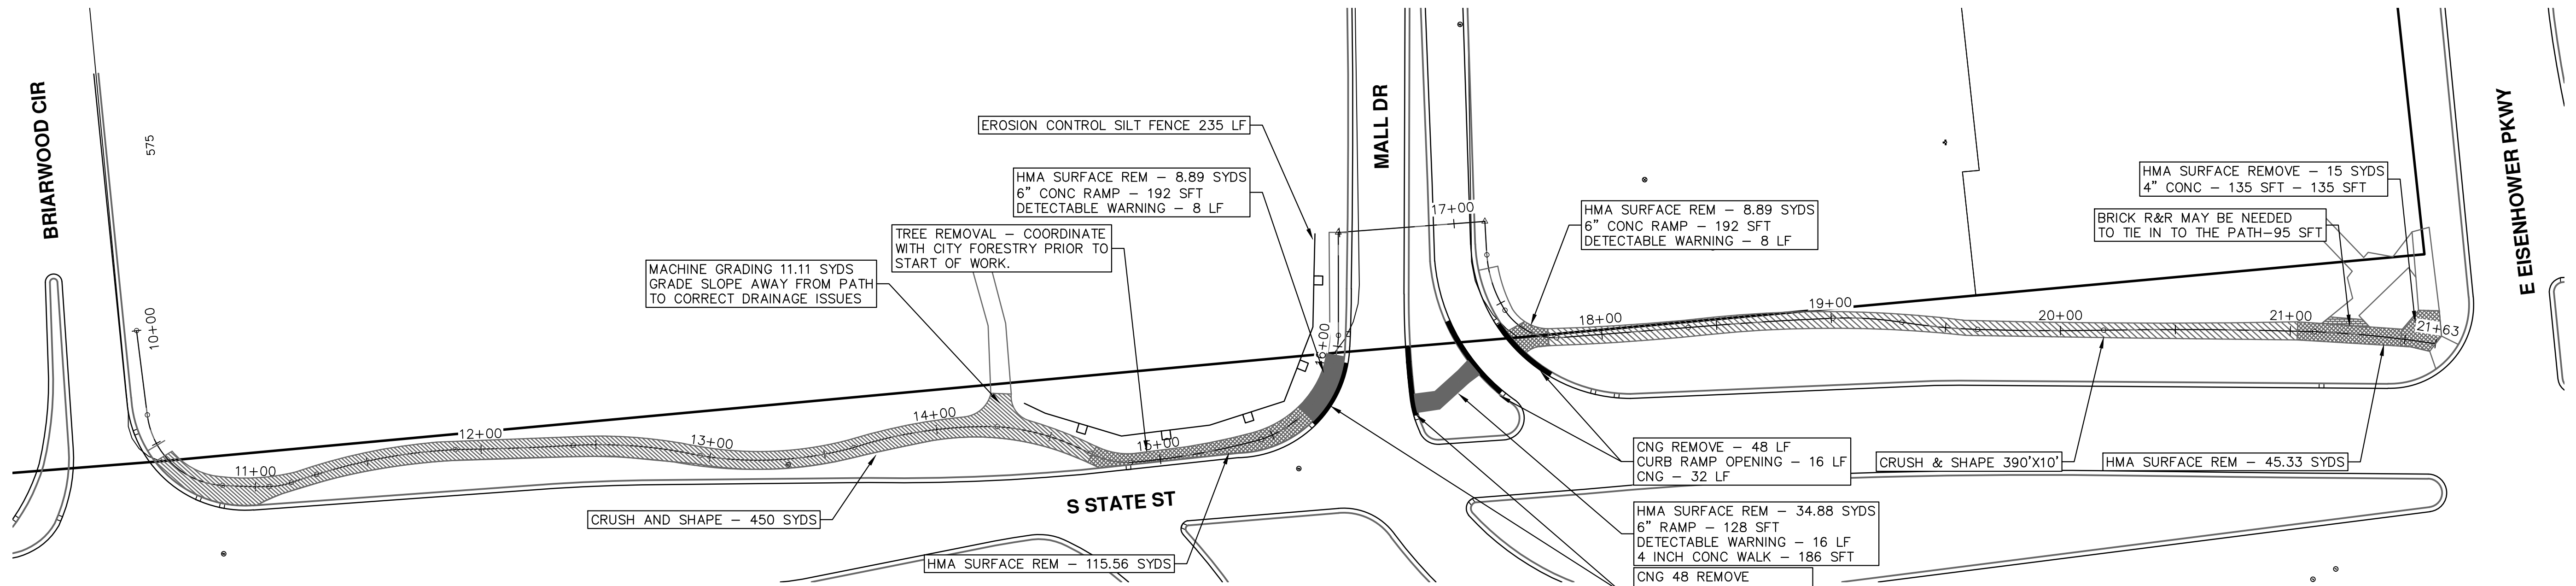 BRIARWOOD CIR
575
10+00
11+00
12+00
13+00
14+00
15+00
MACHINE GRADING 11.11 SYDS
GRADE SLOPE AWAY FROM PATH
TO CORRECT DRAINAGE ISSUES
TREE REMOVAL – COORDINATE
WITH CITY FORESTRY PRIOR TO
START OF WORK.
EROSION CONTROL SILT FENCE 235 LF
HMA SURFACE REM – 8.89 SYDS
6" CONC RAMP – 192 SFT
DETECTABLE WARNING – 8 LF
CRUSH AND SHAPE – 450 SYDS
HMA SURFACE REM – 115.56 SYDS
S STATE ST
MALL DR
17+00
HMA SURFACE REM – 8.89 SYDS
6" CONC RAMP – 192 SFT
DETECTABLE WARNING – 8 LF
18+00
19+00
20+00
21+00
21+63
HMA SURFACE REMOVE – 15 SYDS
4" CONC – 135 SFT – 135 SFT
BRICK R&R MAY BE NEEDED
TO TIE IN TO THE PATH–95 SFT
E EISENHOWER PKWY
CNG REMOVE – 48 LF
CURB RAMP OPENING – 16 LF
CNG – 32 LF
CRUSH & SHAPE 390'X10'
HMA SURFACE REM – 45.33 SYDS
HMA SURFACE REM – 34.88 SYDS
6" RAMP – 128 SFT
DETECTABLE WARNING – 16 LF
4 INCH CONC WALK – 186 SFT
CNG 48 REMOVE